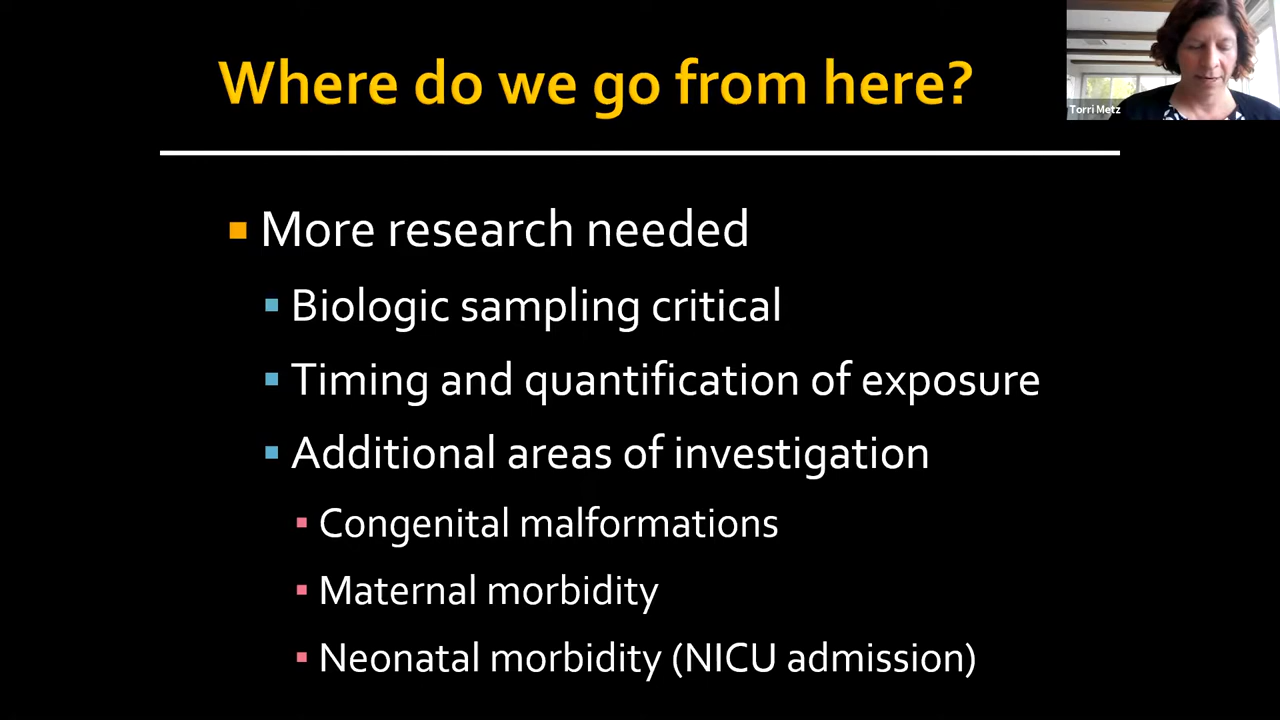 Where do we go from here?
Torri Metz
More research needed
Biologic sampling critical
Timing and quantification of exposure
Additional areas of investigation
Congenital malformations
Maternal morbidity
Neonatal morbidity (NICU admission)